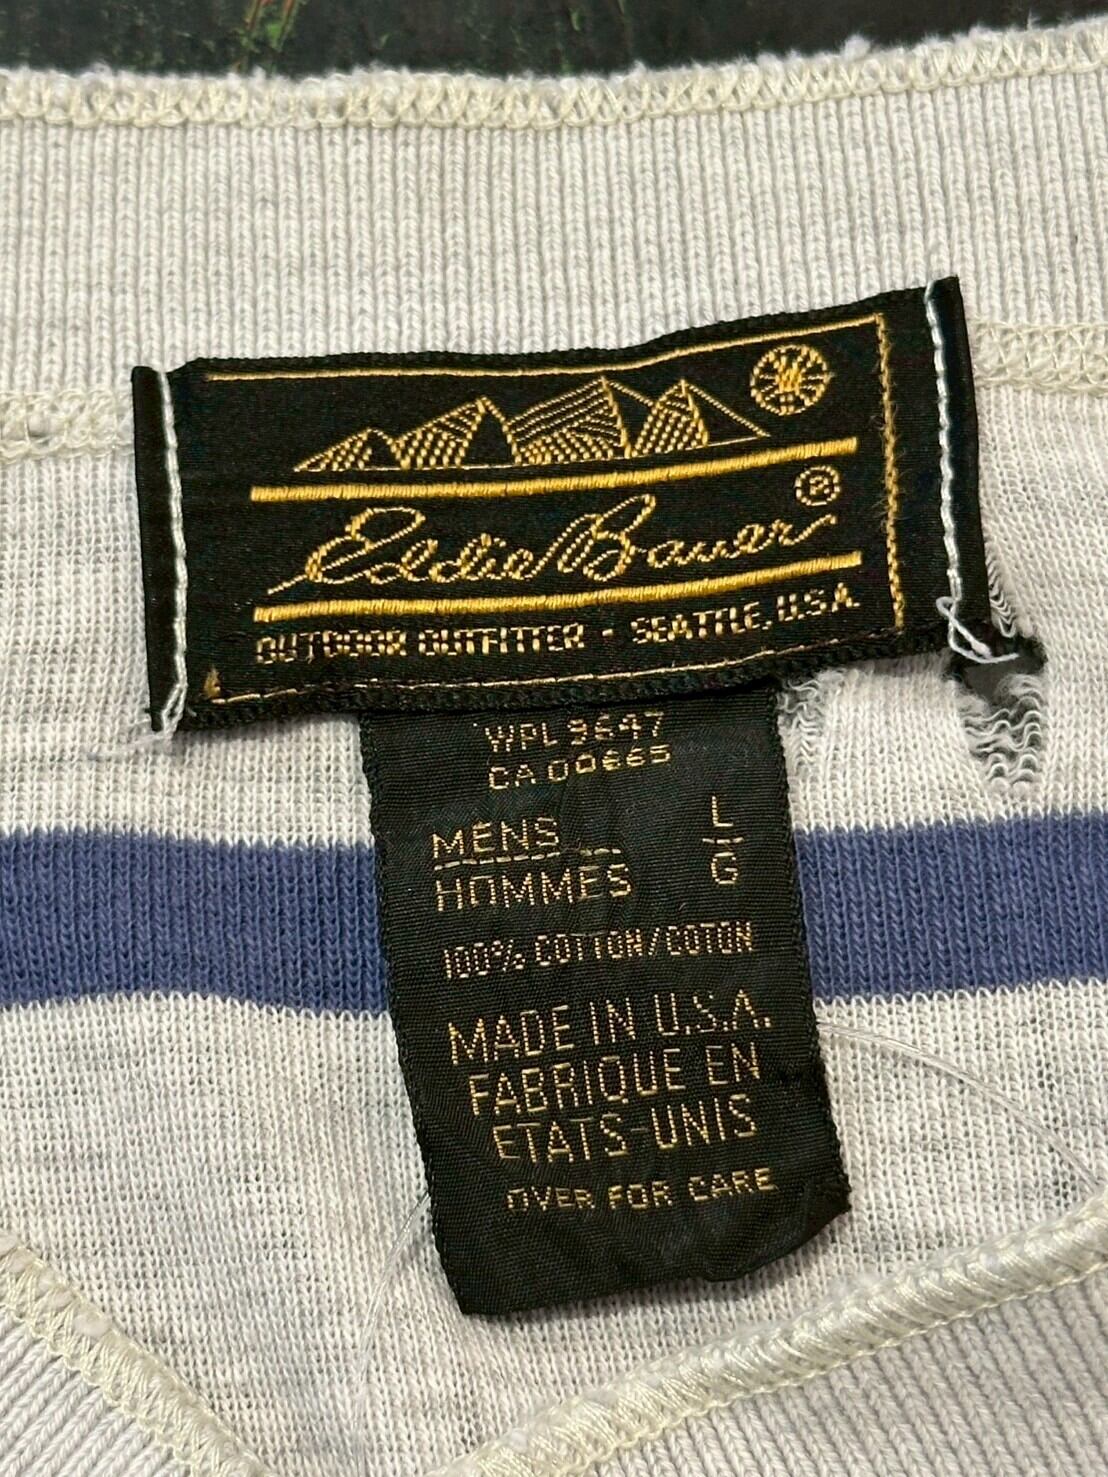 Eddie Bauer®
OUTDOOR OUTFITTER - SEATTLE, U.S.A.
WPL 9647
CA 00665
MENS L
HOMMES G
100% COTTON/COTON
MADE IN U.S.A.
FABRIQUE EN
ETATS-UNIS
OVER FOR CARE